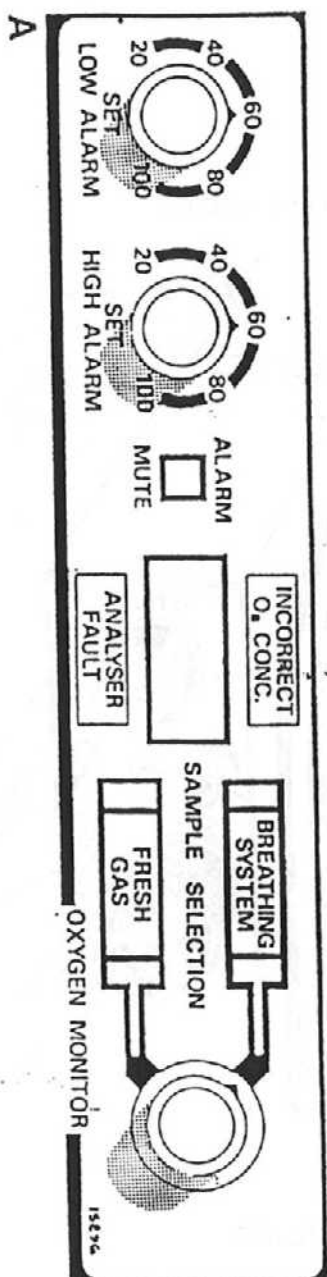 20
40
60
80
100
SET
LOW ALARM
20
40
60
80
100
SET
HIGH ALARM
ALARM
MUTE
INCORRECT
O₂ CONC.
ANALYSER
FAULT
SAMPLE SELECTION
BREATHING
SYSTEM
FRESH
GAS
OXYGEN MONITOR
A